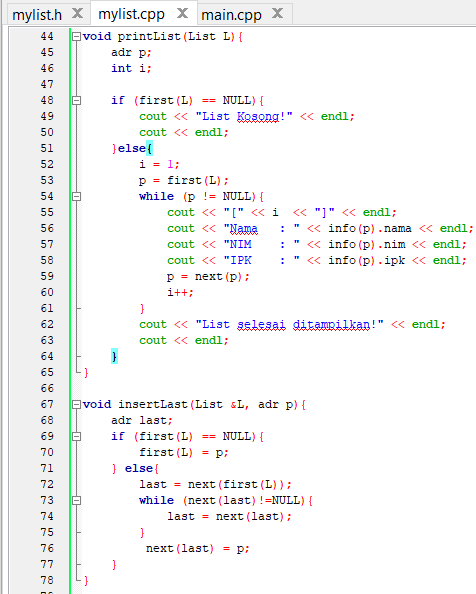 mylist.h X mylist.cpp X main.cpp X
44 void printList(List L){
45 adr p;
46 int i;
47
48 if (first(L) == NULL){
49 cout << "List Kosong!" << endl;
50 cout << endl;
51 }else{
52 i = 1;
53 p = first(L);
54 while (p != NULL){
55 cout << "[" << i  << "]" << endl;
56 cout << "Nama   : " << info(p).nama << endl;
57 cout << "NIM    : " << info(p).nim << endl;
58 cout << "IPK    : " << info(p).ipk << endl;
59 p = next(p);
60 i++;
61 }
62 cout << "List selesai ditampilkan!" << endl;
63 cout << endl;
64 }
65 }
66
67 void insertLast(List &L, adr p){
68 adr last;
69 if (first(L) == NULL){
70 first(L) = p;
71 } else{
72 last = next(first(L));
73 while (next(last)!=NULL){
74 last = next(last);
75 }
76 next(last) = p;
77 }
78 }